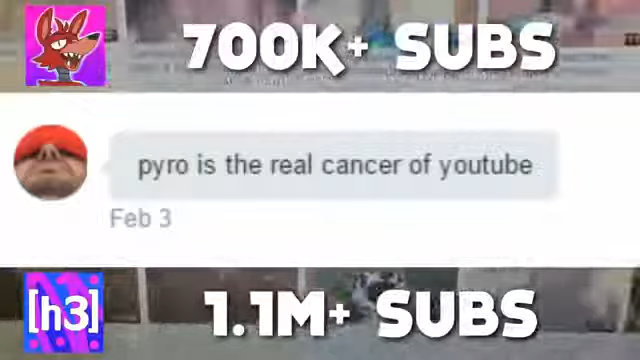 700K+ SUBS
pyro is the real cancer of youtube
Feb 3
[h3]
1.1M+ SUBS